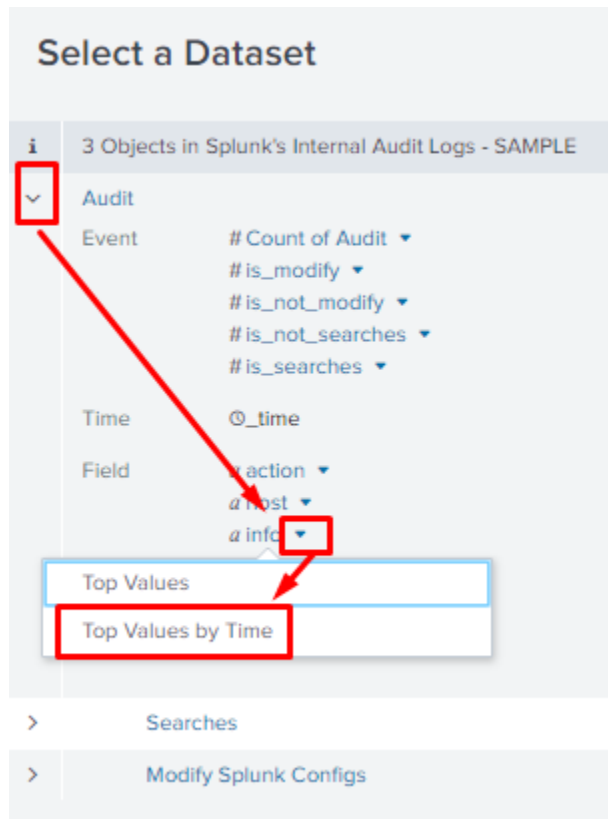 Select a Dataset
i 3 Objects in Splunk's Internal Audit Logs - SAMPLE
Audit
Event # Count of Audit
# is_modify
# is_not_modify
# is_not_searches
# is_searches
Time _time
Field a action
a host
a info
Top Values
Top Values by Time
Searches
Modify Splunk Configs